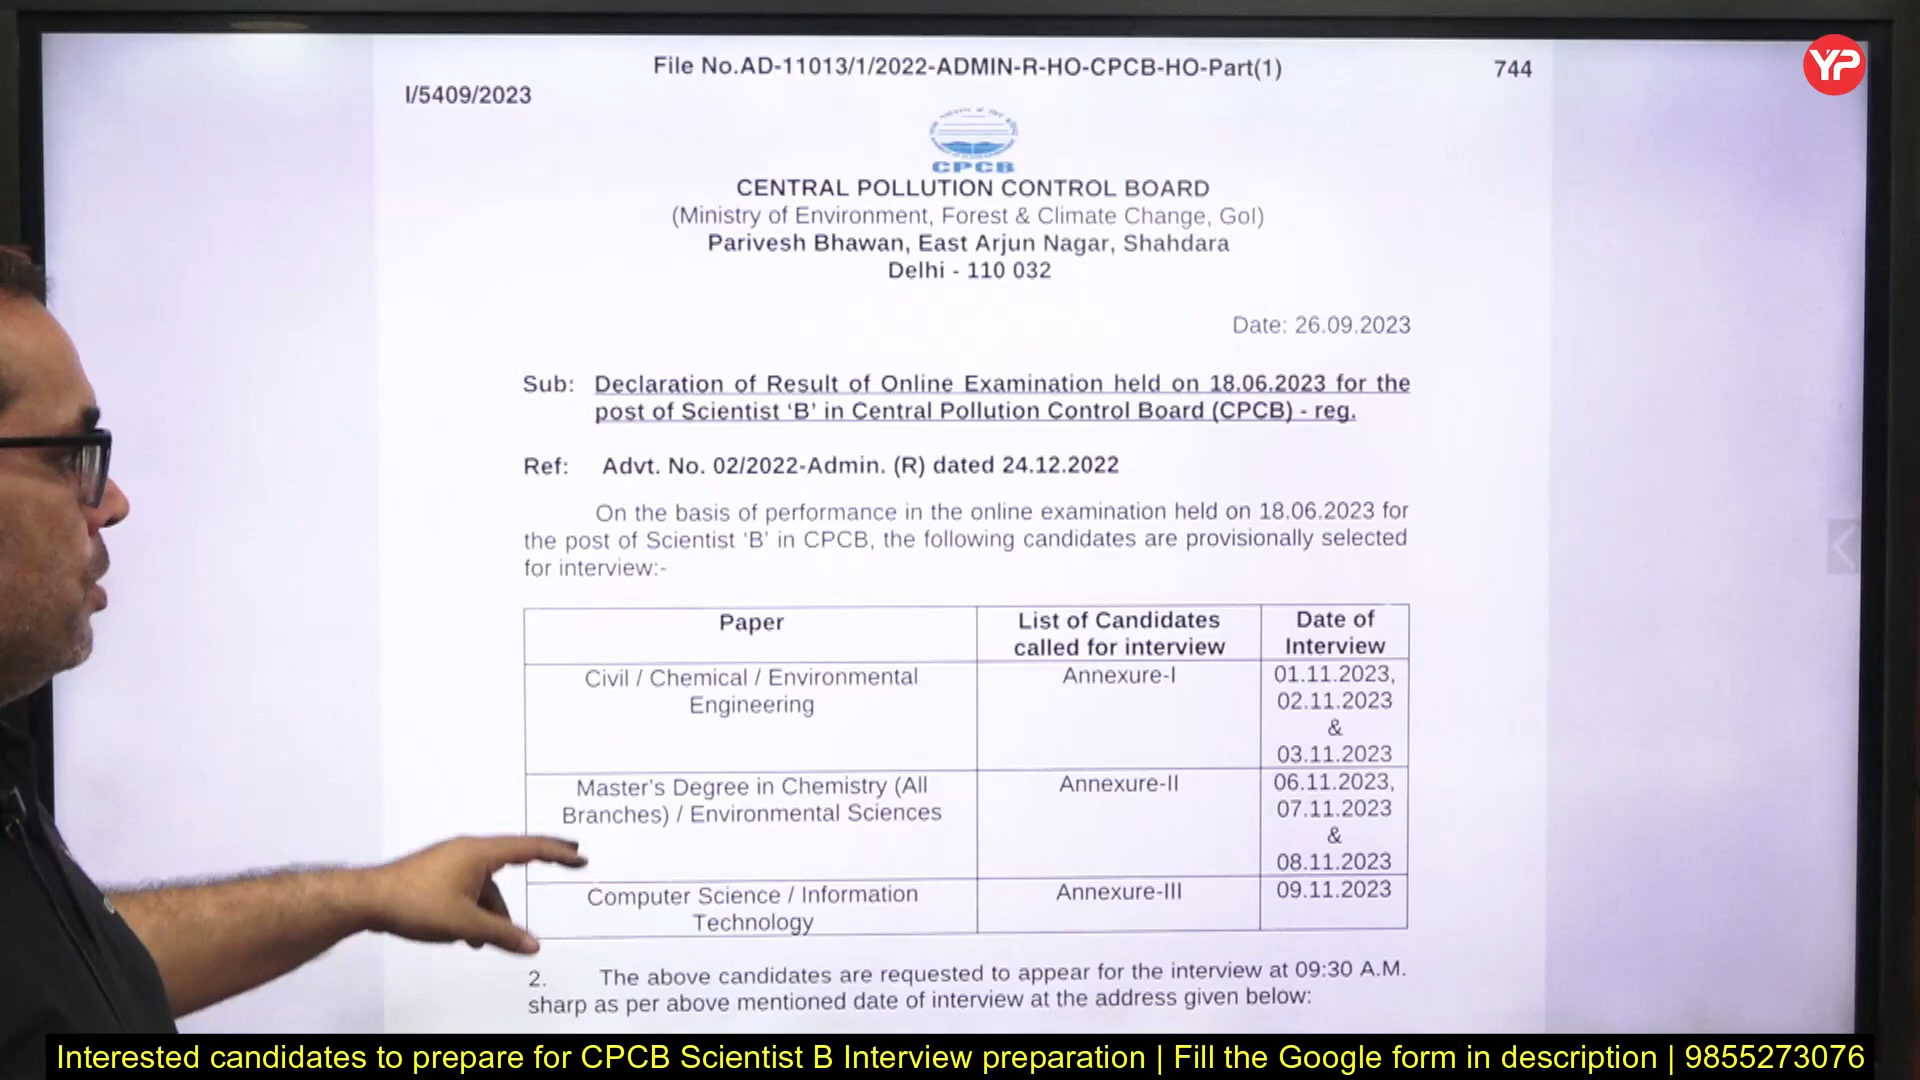 File No.AD-11013/1/2022-ADMIN-R-HO-CPCB-HO-Part(1)
744
YP
I/5409/2023
CPCB
CENTRAL POLLUTION CONTROL BOARD
(Ministry of Environment, Forest & Climate Change, GoI)
Parivesh Bhawan, East Arjun Nagar, Shahdara
Delhi - 110 032
Date: 26.09.2023
Sub: Declaration of Result of Online Examination held on 18.06.2023 for the
post of Scientist ‘B’ in Central Pollution Control Board (CPCB) - reg.
Ref: Advt. No. 02/2022-Admin. (R) dated 24.12.2022
On the basis of performance in the online examination held on 18.06.2023 for
the post of Scientist ‘B’ in CPCB, the following candidates are provisionally selected
for interview:-
Paper
List of Candidates
called for interview
Date of
Interview
Civil / Chemical / Environmental
Engineering
Annexure-I
01.11.2023,
02.11.2023
&
03.11.2023
Master's Degree in Chemistry (All
Branches) / Environmental Sciences
Annexure-II
06.11.2023,
07.11.2023
&
08.11.2023
Computer Science / Information
Technology
Annexure-III
09.11.2023
2. The above candidates are requested to appear for the interview at 09:30 A.M.
sharp as per above mentioned date of interview at the address given below:
Interested candidates to prepare for CPCB Scientist B Interview preparation | Fill the Google form in description | 9855273076